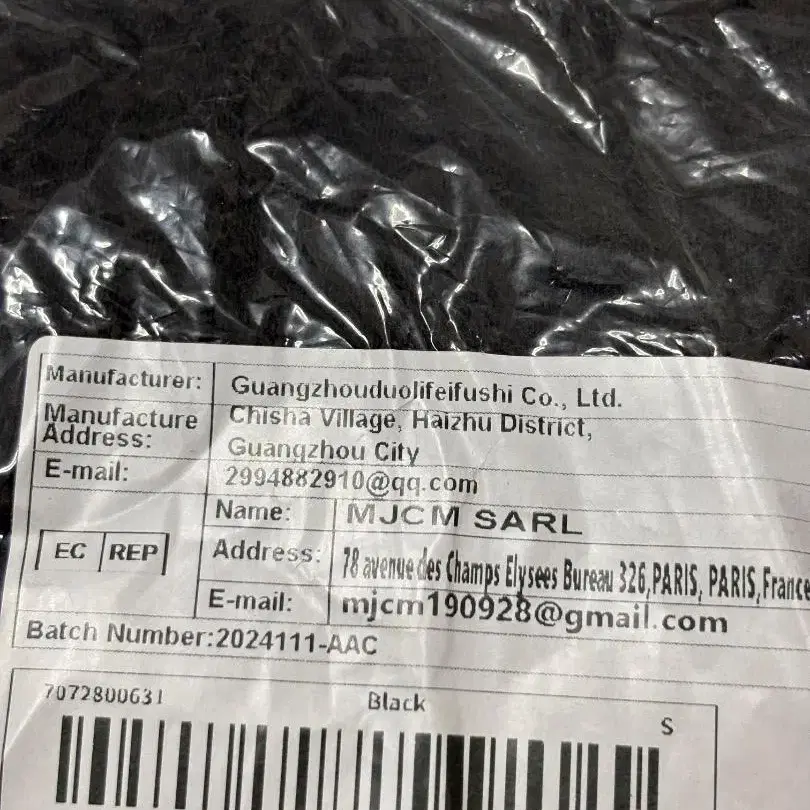 Manufacturer: Guangzhouduolifeifushi Co., Ltd.
Manufacture Address: Chisha Village, Haizhu District,
Guangzhou City
E-mail: 2994882910@qq.com
EC REP
Name: MJCM SARL
Address: 78 avenue des Champs Elysees Bureau 326,PARIS, PARIS,France
E-mail: mjcm190928@gmail.com
Batch Number:2024111-AAC
7072800631 Black
S